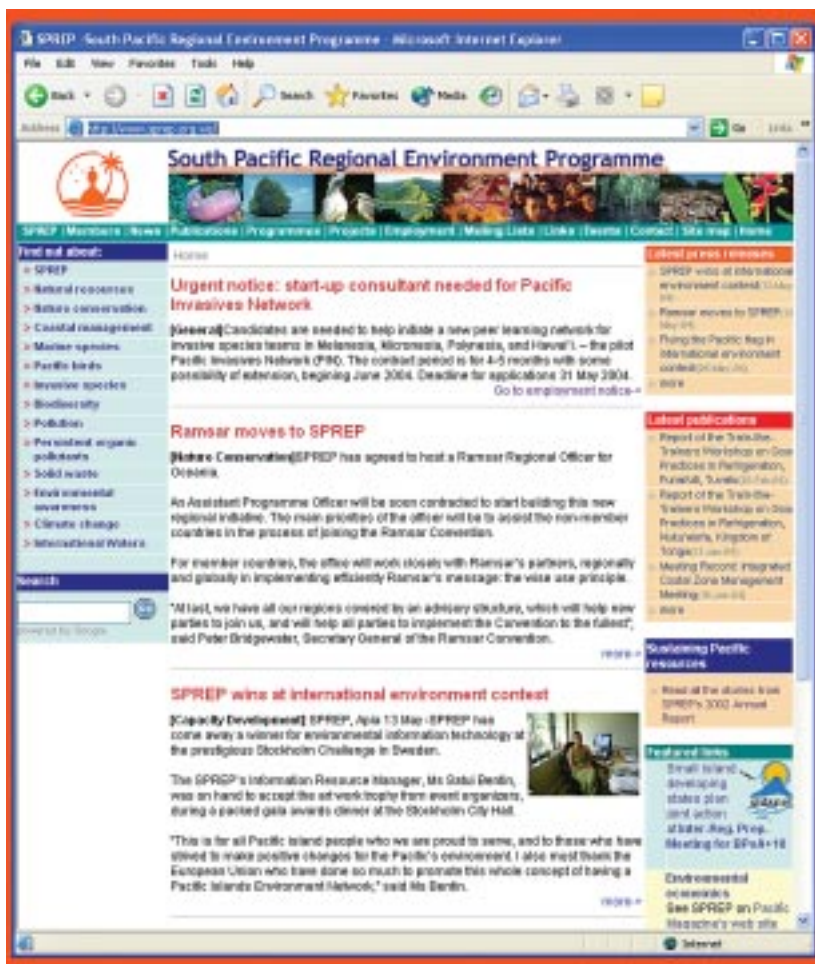 SPREP -South Pacific Regional Environment Programme - Microsoft Internet Explorer
File Edit View Favorites Tools Help
Back Search Favorites Media
Address http://www.sprep.org.ws/ Go Links
South Pacific Regional Environment Programme
SPREP | Members | News | Publications | Programmes | Projects | Employment | Mailing Lists | Links | Events | Contact | Site map | Home
Find out about:
» SPREP
» Natural resources
» Nature conservation
» Coastal management
» Marine species
» Pacific birds
» Invasive species
» Biodiversity
» Pollution
» Persistent organic
pollutants
» Solid waste
» Environmental
awareness
» Climate change
» International Waters
Search
powered by Google
Home
Urgent notice: start-up consultant needed for Pacific
Invasives Network
[General]Candidates are needed to help initiate a new peer learning network for
invasive species teams in Melanesia, Micronesia, Polynesia, and Hawai'i. – the pilot
Pacific Invasives Network (PIN). The contract period is for 4-6 months with some
possibility of extension, begining June 2004. Deadline for applications 31 May 2004.
Go to employment notice->
Ramsar moves to SPREP
[Nature Conservation]SPREP has agreed to host a Ramsar Regional Officer for
Oceania.
An Assistant Programme Officer will be soon contracted to start building this new
regional initiative. The main priorities of the officer will be to assist the non-member
countries in the process of joining the Ramsar Convention.
For member countries, the office will work closely with Ramsar's partners, regionally
and globally in implementing efficiently Ramsar's message: the wise use principle.
"At last, we have all our regions covered by an advisory structure, which will help new
parties to join us, and will help all parties to implement the Convention to the fullest",
said Peter Bridgewater, Secretary General of the Ramsar Convention.
more->
SPREP wins at international environment contest
[Capacity Development] SPREP, Apia 13 May -SPREP has
come away a winner for environmental information technology at
the prestigious Stockholm Challenge in Sweden.
The SPREP's Information Resource Manager, Ms Satui Bentin,
was on hand to accept the art work trophy from event organizers,
during a packed gala awards dinner at the Stockholm City Hall.
"This is for all Pacific island people who we are proud to serve, and to those who have
strived to make positive changes for the Pacific's environment. I also must thank the
European Union who have done so much to promote this whole concept of having a
Pacific Islands Environment Network," said Ms Bentin.
more->
Latest press releases
SPREP wins at international
environment contest
Ramsar moves to SPREP
Flying the Pacific flag in
international environment
contest
more
Latest publications
Report of the Train-the-
Trainers Workshop on Good
Practices in Refrigeration,
Funafuti, Tuvalu
Report of the Train-the-
Trainers Workshop on Good
Practices in Refrigeration,
Nuku'alofa, Kingdom of
Tonga
Meeting Record: Integrated
Costal Zone Management
Meeting
more
Sustaining Pacific
resources
Read all the stories from
SPREP's 2002 Annual
Report
Featured links
Small island
developing
states plan
joint action
at Inter-Reg. Prep.
Meeting for BPoA+10
Environmental
economics
See SPREP on Pacific
Magazine's web site
Internet